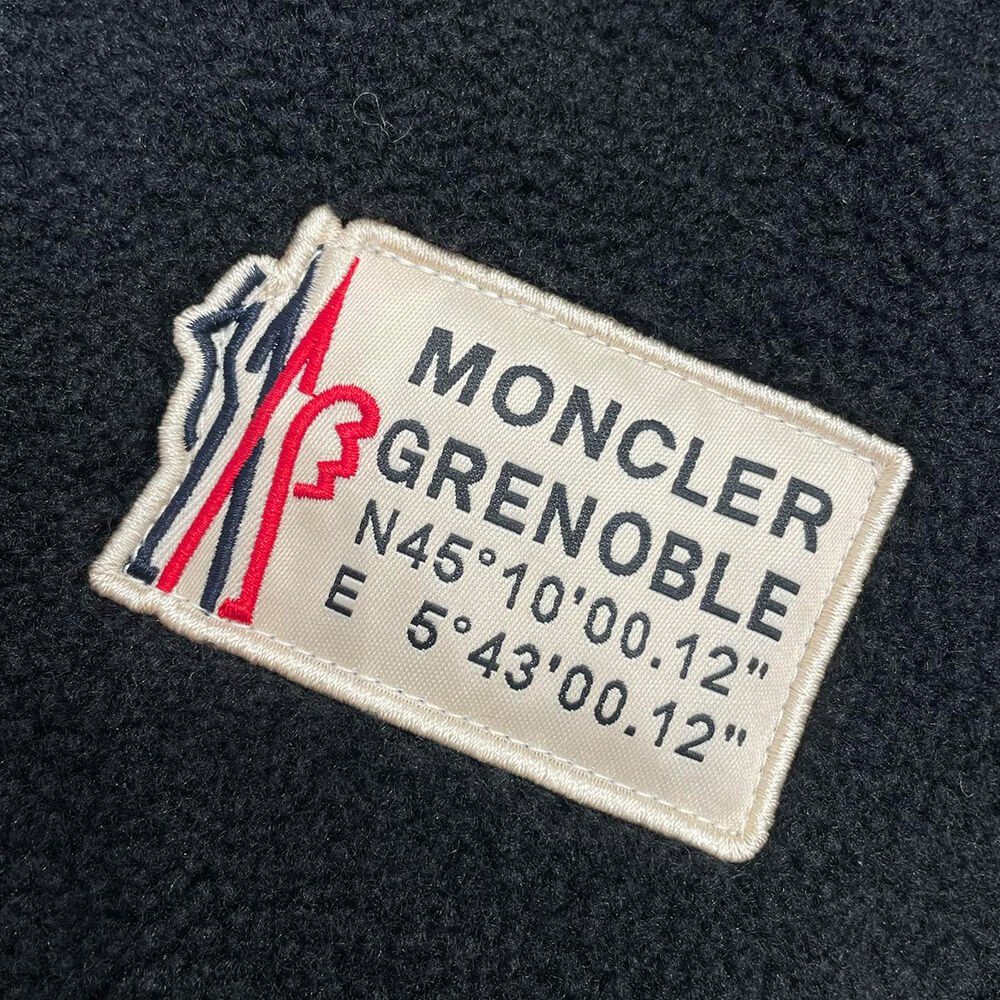 MONCLER
GRENOBLE
N45°10'00.12"
E 5°43'00.12"